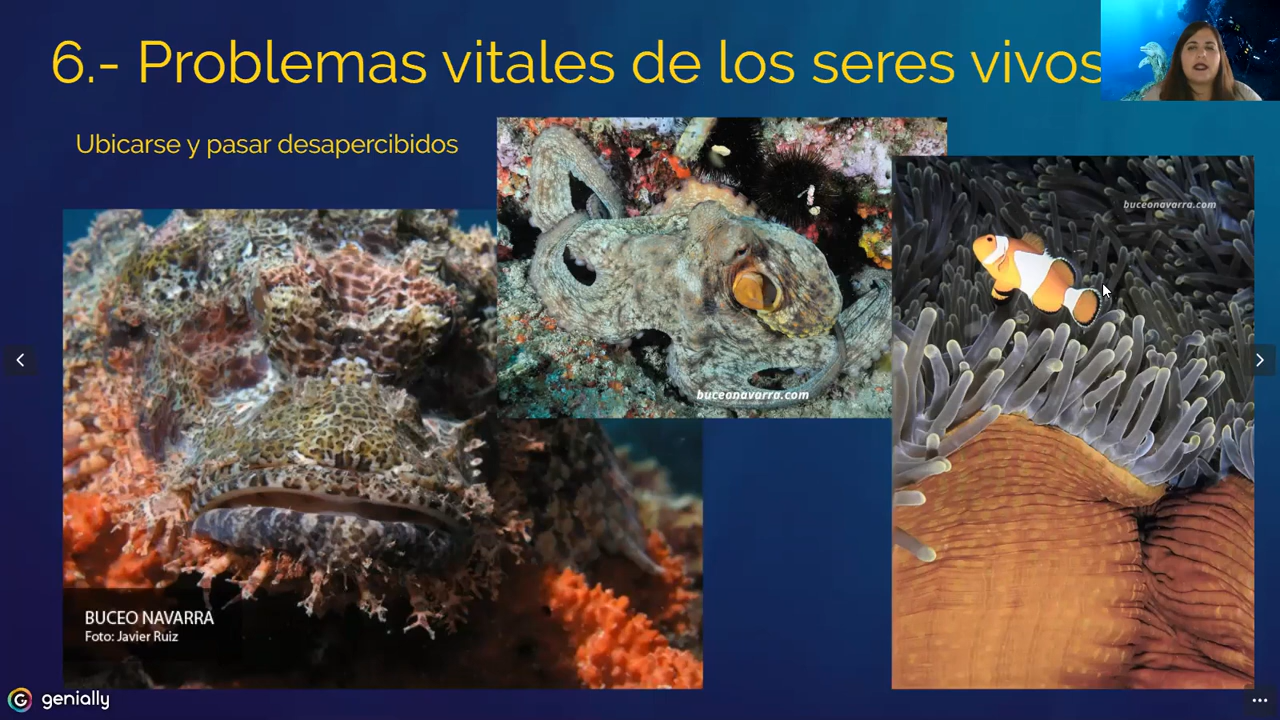 6.- Problemas vitales de los seres vivos
Ubicarse y pasar desapercibidos
buceonavarra.com
buceonavarra.com
BUCEO NAVARRA
Foto: Javier Ruiz
genially